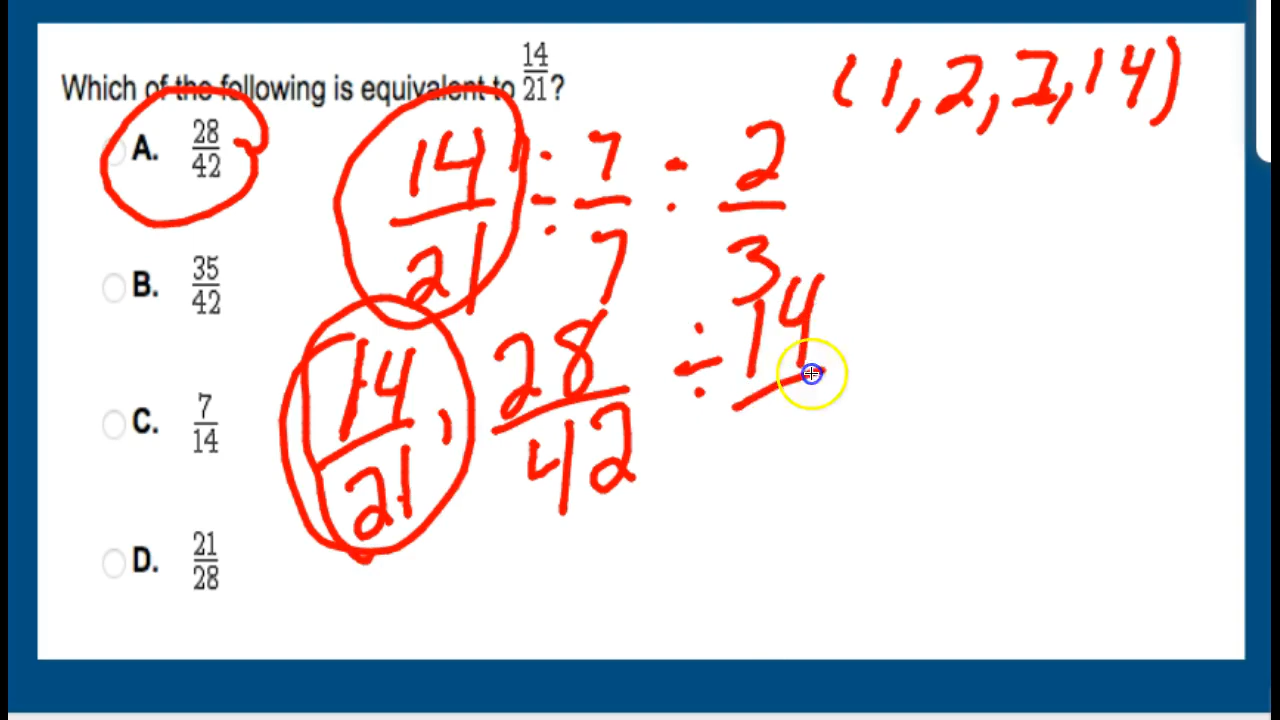 Which of the following is equivalent to 14/21?
(1, 2, 7, 14)
A. 28/42
14/21 ÷ 7/7 = 2/3
B. 35/42
14/21, 28/42 ÷ 14
C. 7/14
D. 21/28